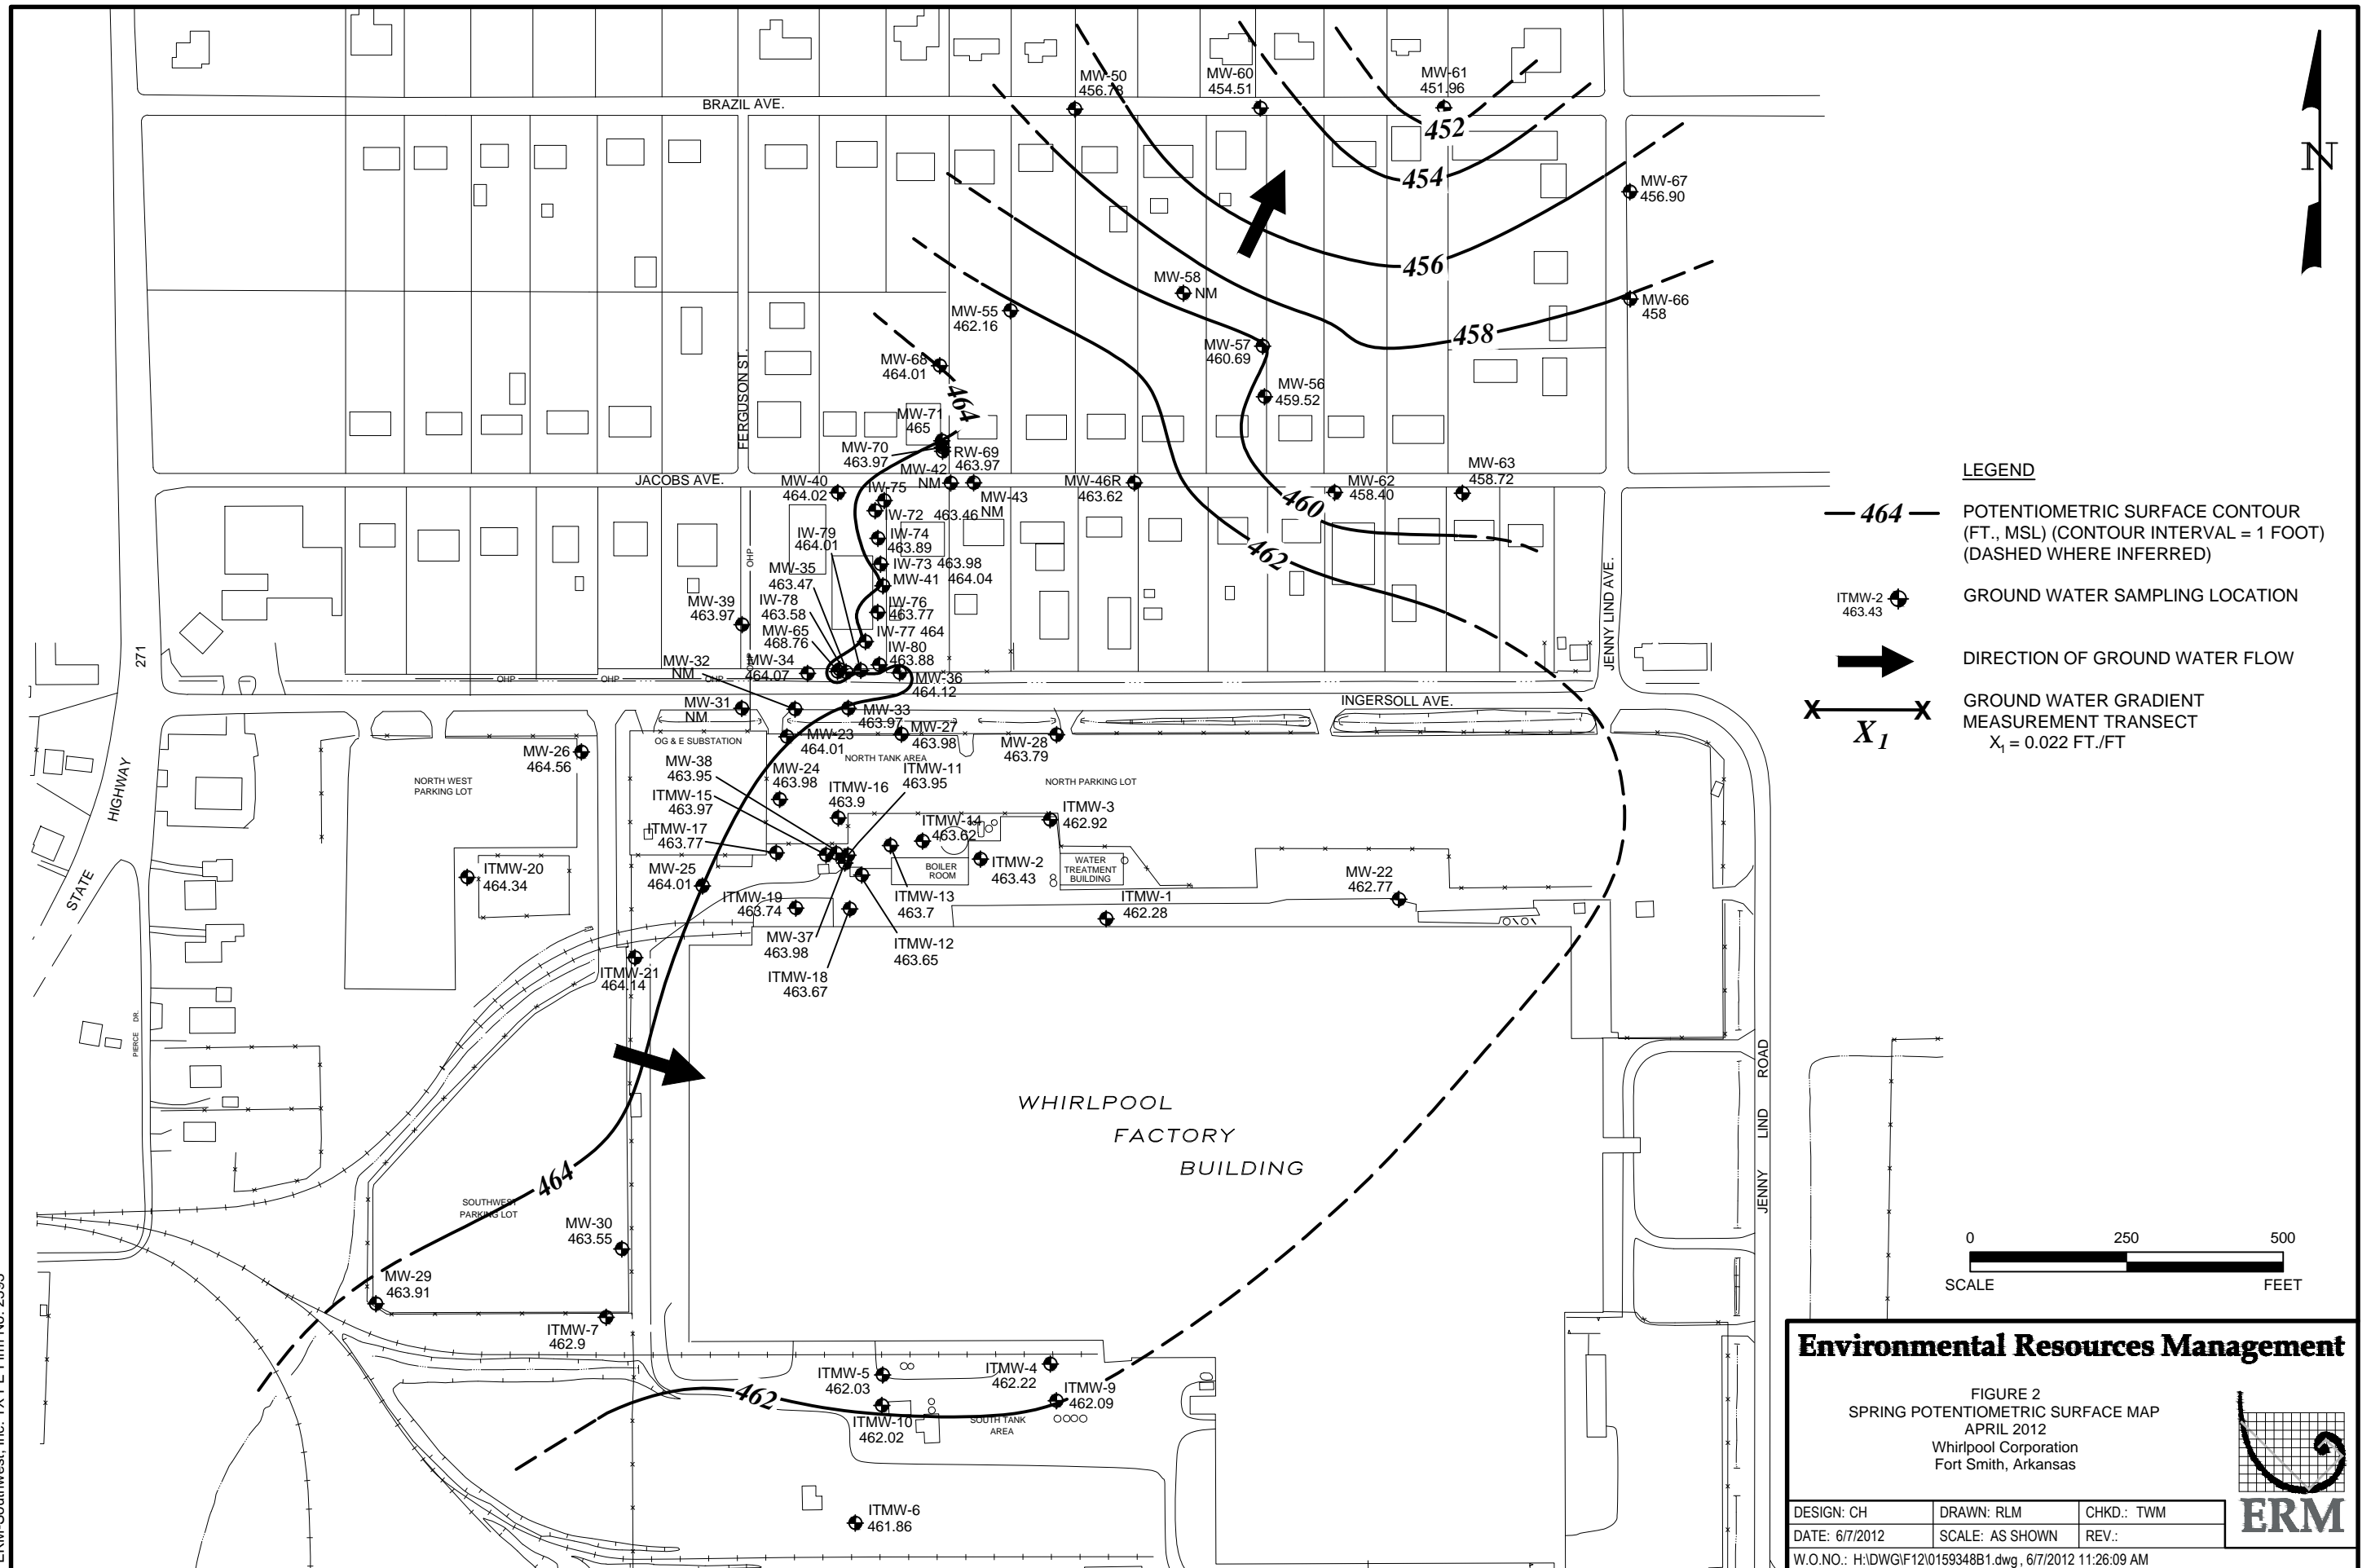 MW-50
456.78
MW-60
454.51
MW-61
451.96
BRAZIL AVE.
452
N
454
MW-67
456.90
456
MW-58
NM
MW-66
458
MW-55
462.16
458
MW-57
460.69
MW-68
464.01
FERGUSON ST.
464
MW-56
459.52
MW-71
465
MW-70
463.97
RW-69
463.97
MW-42
NM
JACOBS AVE.
MW-40
464.02
IW-75
MW-43
NM
MW-46R
463.62
MW-62
458.40
MW-63
458.72
IW-72 463.46
460
462
IW-79
464.01
IW-74
463.89
OHP
IW-73 463.98
MW-35
463.47
MW-41 464.04
MW-39
463.97
IW-78
463.58
IW-76
463.77
MW-65
468.76
IW-77 464
IW-80
463.88
JENNY LIND AVE.
271
MW-32
NM
MW-34
464.07
OHP
OHP
OHP
OHP
MW-36
464.12
INGERSOLL AVE.
MW-31
NM
MW-33
463.97
MW-23
464.01
MW-27
463.98
MW-28
463.79
OG & E SUBSTATION
MW-26
464.56
NORTH TANK AREA
MW-38
463.95
MW-24
463.98
ITMW-11
463.95
NORTH WEST
PARKING LOT
NORTH PARKING LOT
ITMW-15
463.97
ITMW-16
463.9
HIGHWAY
ITMW-3
462.92
ITMW-17
463.77
ITMW-14
463.62
STATE
ITMW-20
464.34
MW-25
464.01
BOILER
ROOM
ITMW-2
463.43
WATER
TREATMENT
BUILDING
MW-22
462.77
ITMW-19
463.74
ITMW-13
463.7
ITMW-1
462.28
MW-37
463.98
ITMW-12
463.65
ITMW-21
464.14
ITMW-18
463.67
PIERCE DR.
WHIRLPOOL
FACTORY
BUILDING
JENNY LIND ROAD
464
SOUTHWEST
PARKING LOT
MW-30
463.55
MW-29
463.91
ITMW-7
462.9
462
ITMW-5
462.03
ITMW-4
462.22
ITMW-9
462.09
ITMW-10
462.02
SOUTH TANK
AREA
ITMW-6
461.86
LEGEND
464
POTENTIOMETRIC SURFACE CONTOUR
(FT., MSL) (CONTOUR INTERVAL = 1 FOOT)
(DASHED WHERE INFERRED)
ITMW-2
463.43
GROUND WATER SAMPLING LOCATION
DIRECTION OF GROUND WATER FLOW
X X
X1
GROUND WATER GRADIENT
MEASUREMENT TRANSECT
X1 = 0.022 FT./FT
0 250 500
SCALE FEET
Environmental Resources Management
FIGURE 2
SPRING POTENTIOMETRIC SURFACE MAP
APRIL 2012
Whirlpool Corporation
Fort Smith, Arkansas
ERM
DESIGN: CH DRAWN: RLM CHKD.: TWM
DATE: 6/7/2012 SCALE: AS SHOWN REV.:
W.O.NO.: H:\DWG\F12\0159348B1.dwg , 6/7/2012 11:26:09 AM